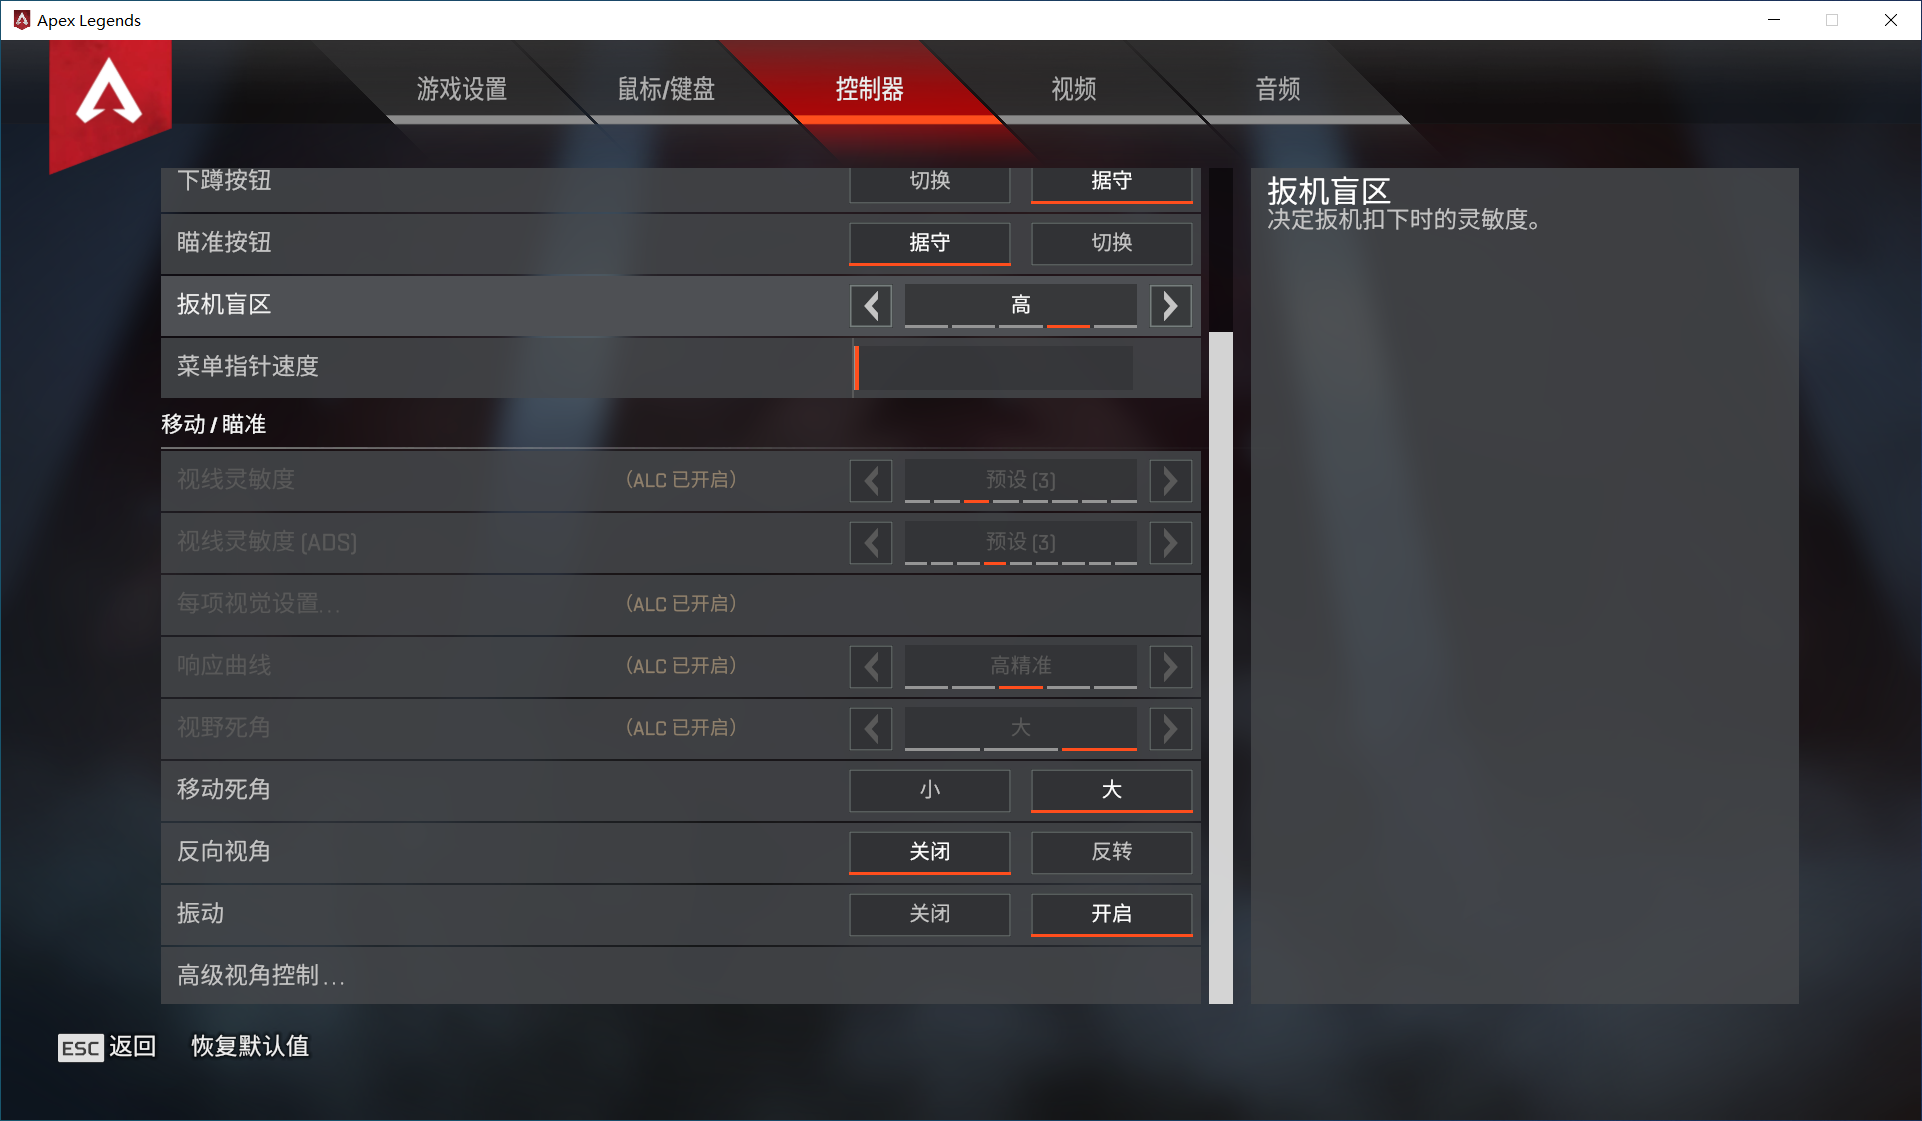 Apex Legends
游戏设置
鼠标/键盘
控制器
视频
音频
下蹲按钮 切换 据守
瞄准按钮 据守 切换
扳机盲区 高
菜单指针速度
移动 / 瞄准
视线灵敏度 (ALC 已开启) 预设 (3)
视线灵敏度 (ADS) 预设 (3)
每项视觉设置... (ALC 已开启)
响应曲线 (ALC 已开启) 高精准
视野死角 (ALC 已开启) 大
移动死角 小 大
反向视角 关闭 反转
振动 关闭 开启
高级视角控制...
扳机盲区
决定扳机扣下时的灵敏度。
ESC 返回 恢复默认值